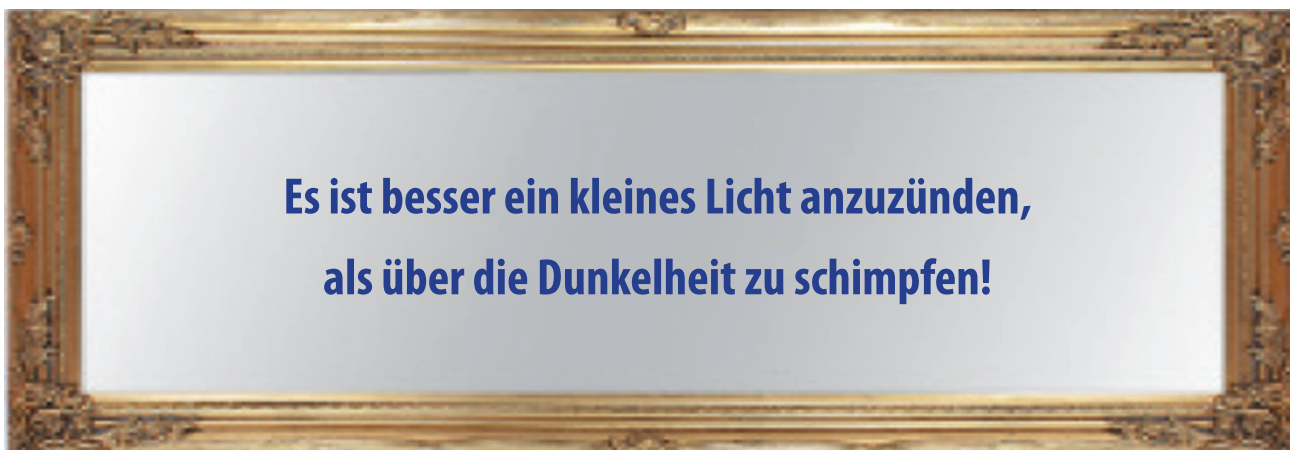 Es ist besser ein kleines Licht anzuzünden,
als über die Dunkelheit zu schimpfen!